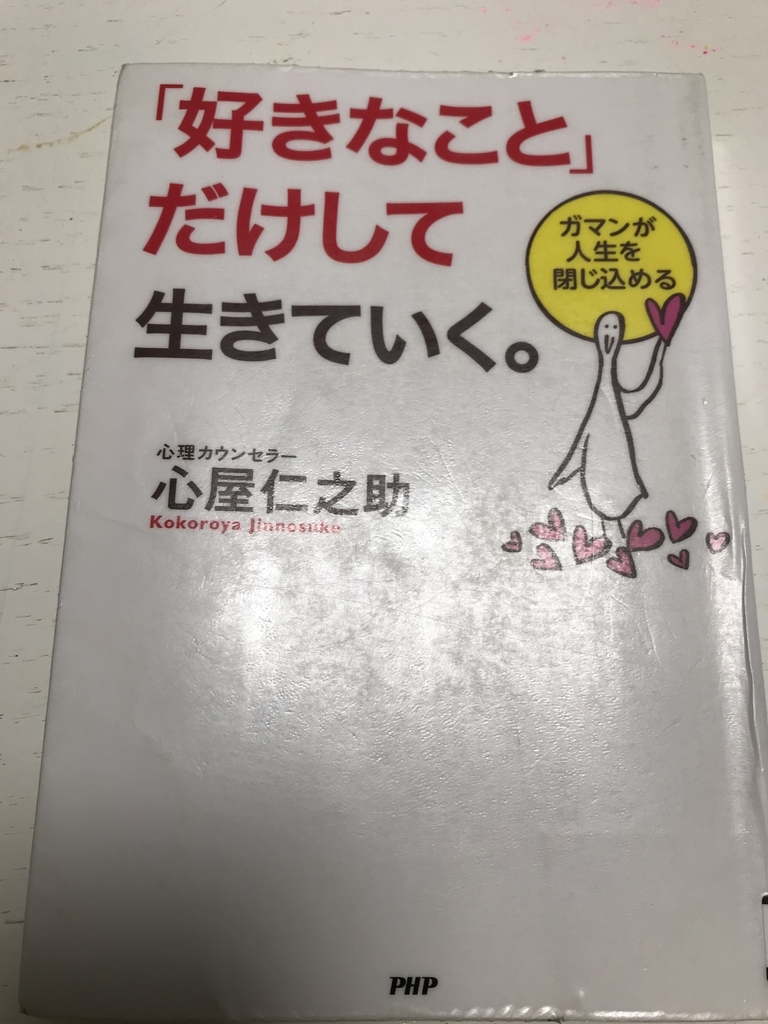 「好きなこと」
だけして
生きていく。
ガマンが
人生を
閉じ込める
心理カウンセラー
心屋仁之助
Kokoroya Jinnosuke
PHP